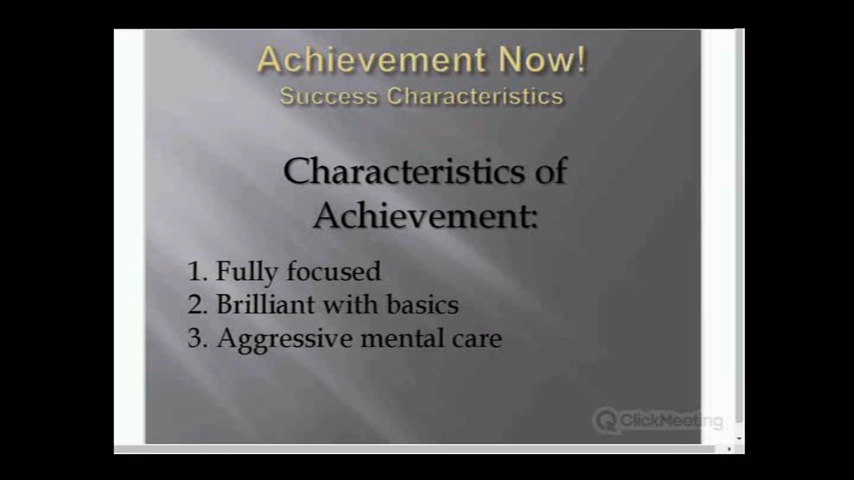 Achievement Now!
Success Characteristics
Characteristics of
Achievement:
1. Fully focused
2. Brilliant with basics
3. Aggressive mental care
ClickMeeting